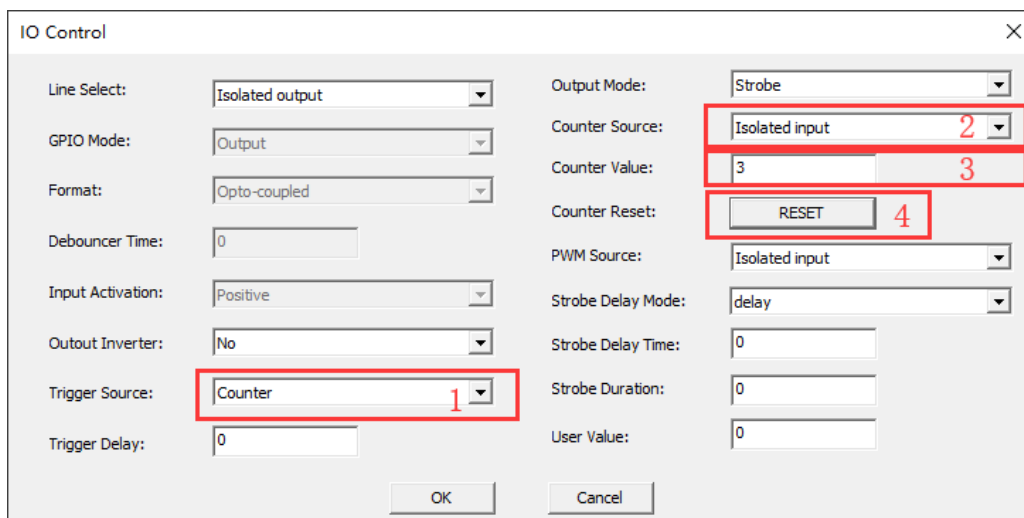 IO Control
Line Select: Isolated output
GPIO Mode: Output
Format: Opto-coupled
Debouncer Time: 0
Input Activation: Positive
Outout Inverter: No
Trigger Source: Counter 1
Trigger Delay: 0
Output Mode: Strobe
Counter Source: Isolated input 2
Counter Value: 3 3
Counter Reset: RESET 4
PWM Source: Isolated input
Strobe Delay Mode: delay
Strobe Delay Time: 0
Strobe Duration: 0
User Value: 0
OK Cancel